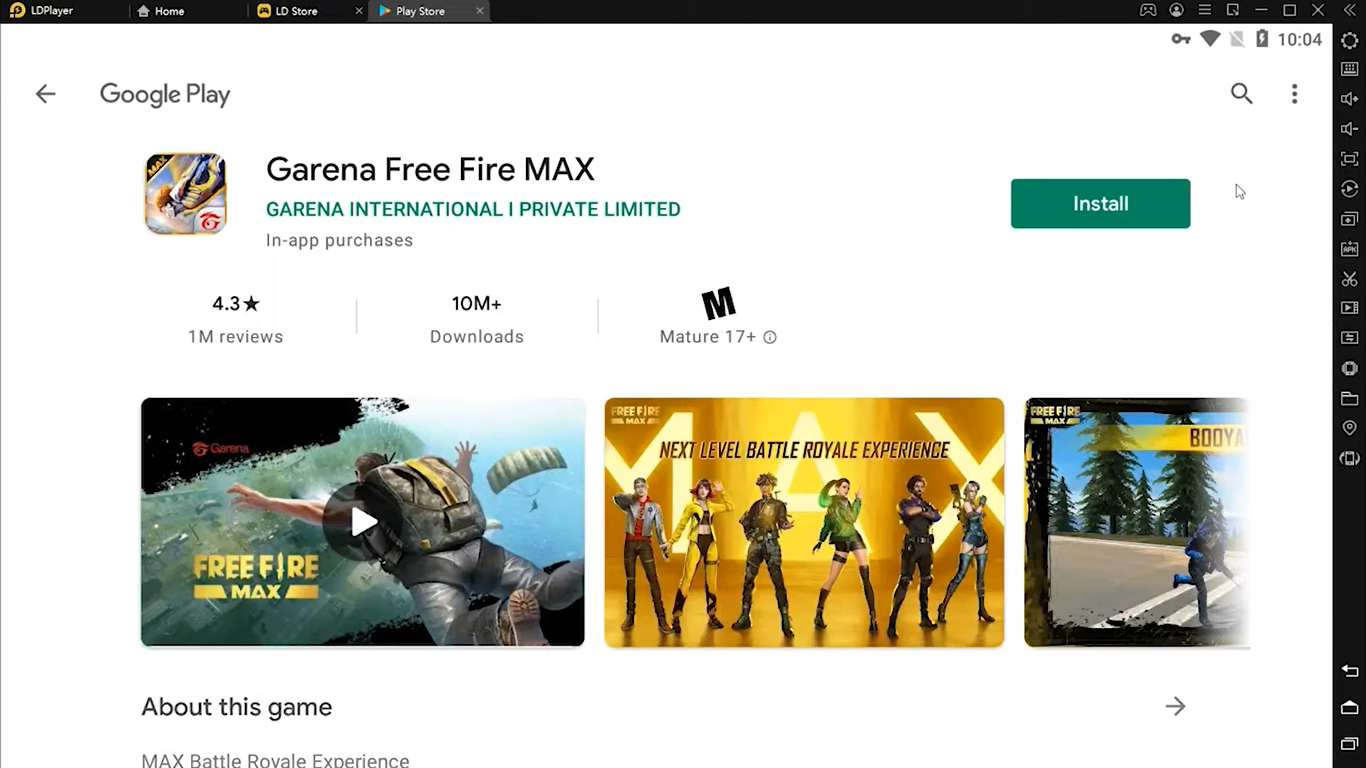 LDPlayer
Home
LD Store
Play Store
10:04
Google Play
Garena Free Fire MAX
GARENA INTERNATIONAL I PRIVATE LIMITED
In-app purchases
Install
4.3★
1M reviews
10M+
Downloads
M
Mature 17+
MAX
Garena
FREE FIRE
MAX
FREE FIRE
MAX
NEXT LEVEL BATTLE ROYALE EXPERIENCE
MAX
FREE FIRE
MAX
BOOYA
APK
About this game
MAX Battle Royale Experience